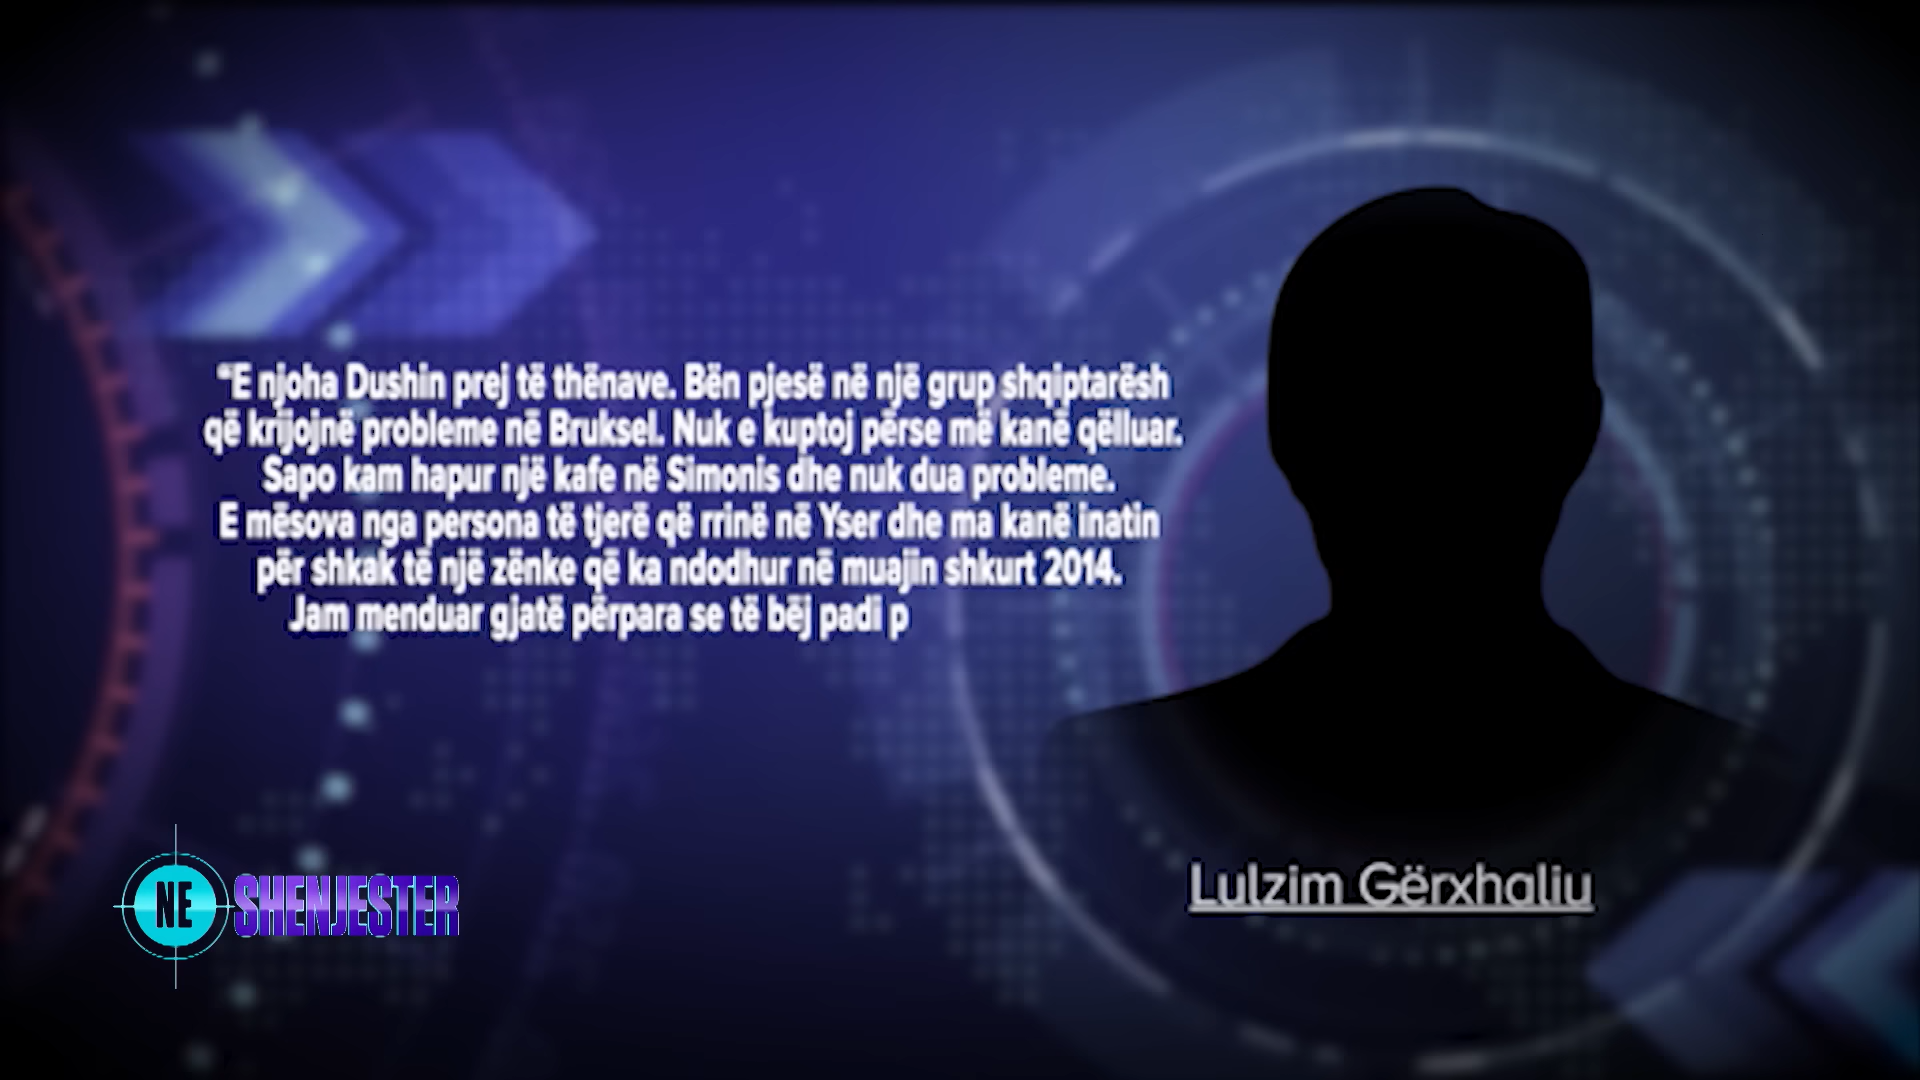 “E njoha Dushin prej të thënave. Bën pjesë në një grup shqiptarësh
që krijojnë probleme në Bruksel. Nuk e kuptoj përse më kanë qëlluar.
Sapo kam hapur një kafe në Simonis dhe nuk dua probleme.
E mësova nga persona të tjerë që rrinë në Yser dhe ma kanë inatin
për shkak të një zënke që ka ndodhur në muajin shkurt 2014.
Jam menduar gjatë përpara se të bëj padi p
Lulzim Gërxhaliu
NE SHENJESTER